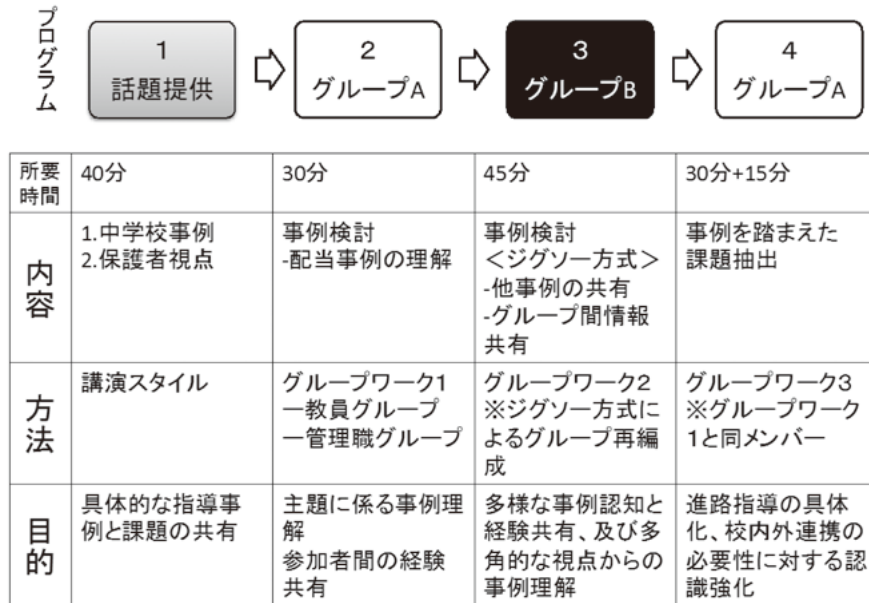 プログラム
1
話題提供
2
グループA
3
グループB
4
グループA
所要
時間
40分
30分
45分
30分+15分
内容
1.中学校事例
2.保護者視点
事例検討
-配当事例の理解
事例検討
＜ジグソー方式＞
-他事例の共有
-グループ間情報
共有
事例を踏まえた
課題抽出
方法
講演スタイル
グループワーク1
ー教員グループ
ー管理職グループ
グループワーク2
※ジグソー方式に
よるグループ再編
成
グループワーク3
※グループワーク
1と同メンバー
目的
具体的な指導事
例と課題の共有
主題に係る事例理
解
参加者間の経験
共有
多様な事例認知と
経験共有、及び多
角的な視点からの
事例理解
進路指導の具体
化、校内外連携の
必要性に対する認
識強化